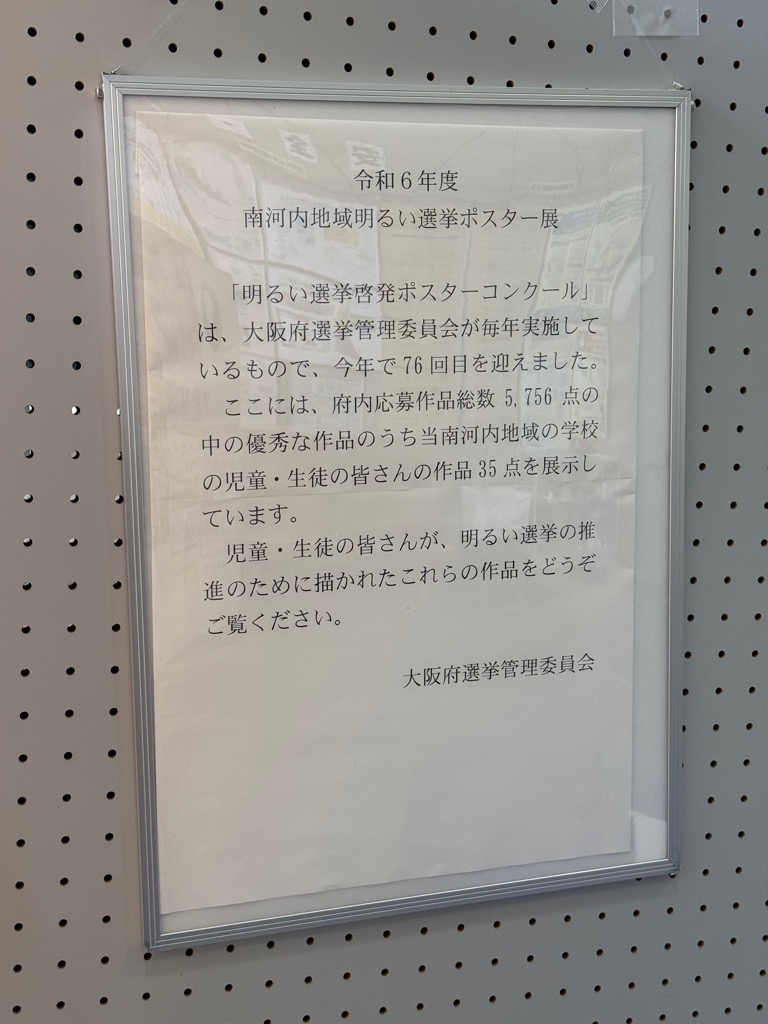 令和６年度
南河内地域明るい選挙ポスター展
「明るい選挙啓発ポスターコンクール」
は、大阪府選挙管理委員会が毎年実施して
いるもので、今年で 76 回目を迎えました。
ここには、府内応募作品総数 5,756 点の
中の優秀な作品のうち当南河内地域の学校
の児童・生徒の皆さんの作品 35 点を展示し
ています。
児童・生徒の皆さんが、明るい選挙の推
進のために描かれたこれらの作品をどうぞ
ご覧ください。
大阪府選挙管理委員会